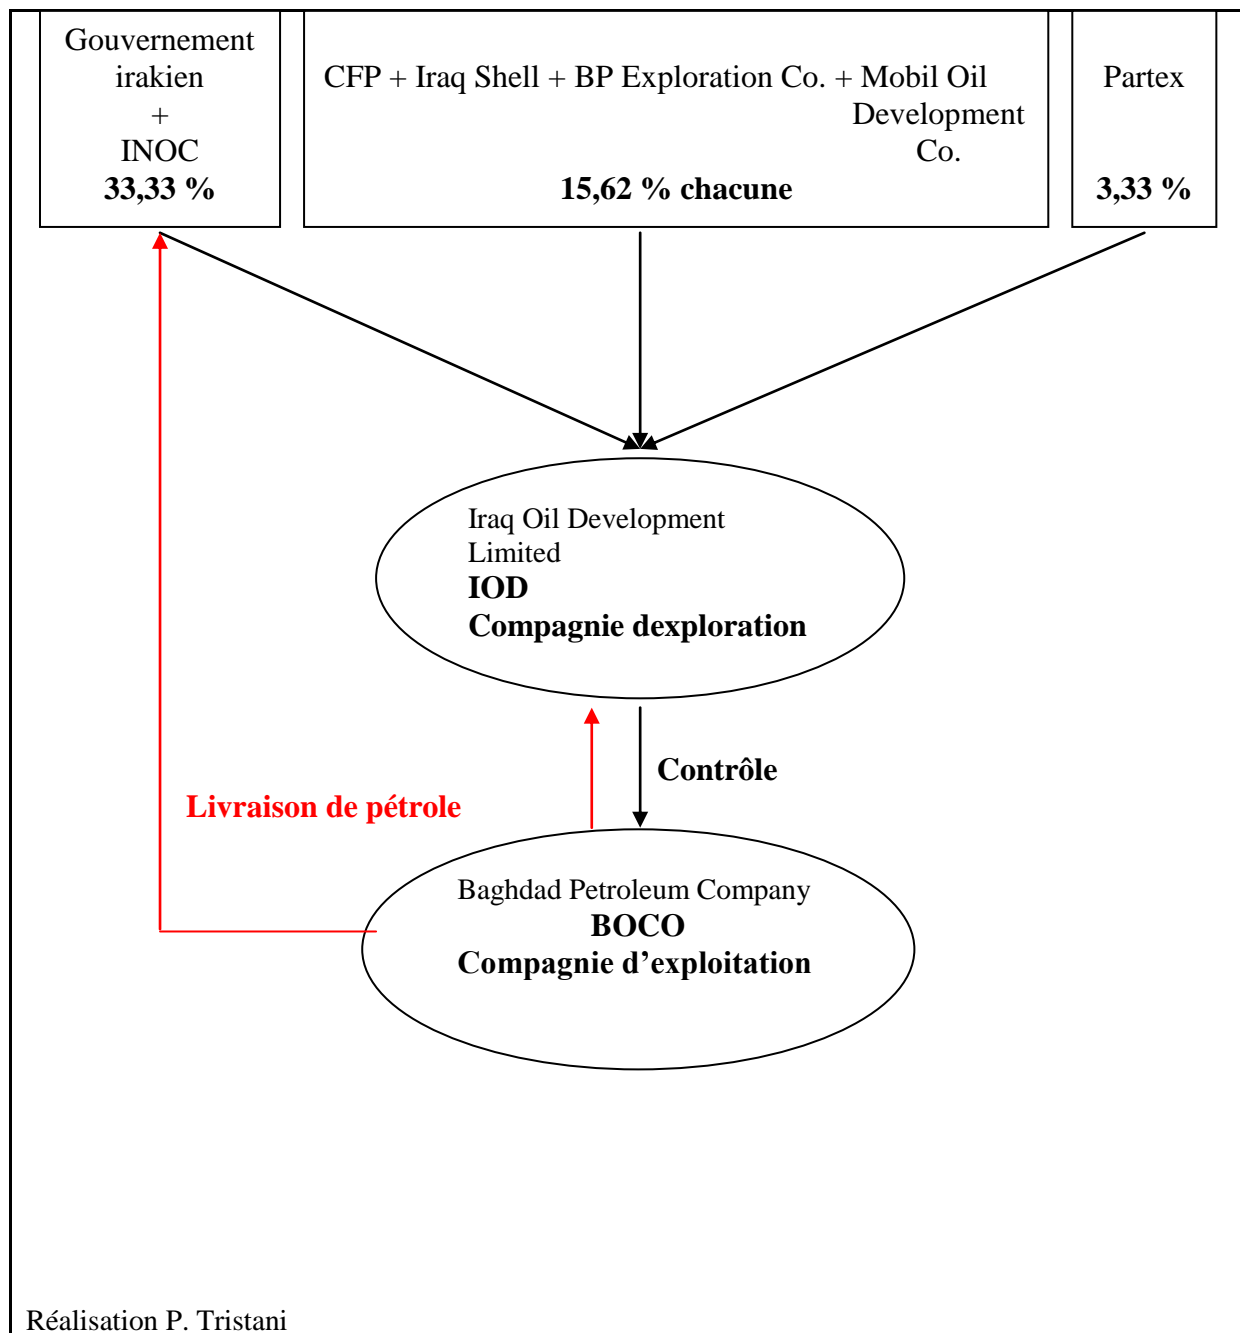 Gouvernement
irakien
+
INOC
33,33 %
CFP + Iraq Shell + BP Exploration Co. + Mobil Oil
Development
Co.
15,62 % chacune
Partex
3,33 %
Iraq Oil Development
Limited
IOD
Compagnie dexploration
Contrôle
Livraison de pétrole
Baghdad Petroleum Company
BOCO
Compagnie d’exploitation
Réalisation P. Tristani